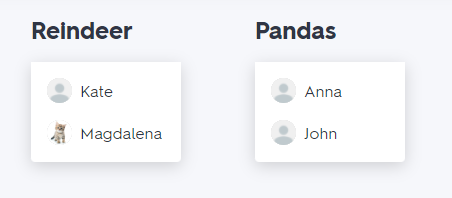 Reindeer
Kate
Magdalena
Pandas
Anna
John